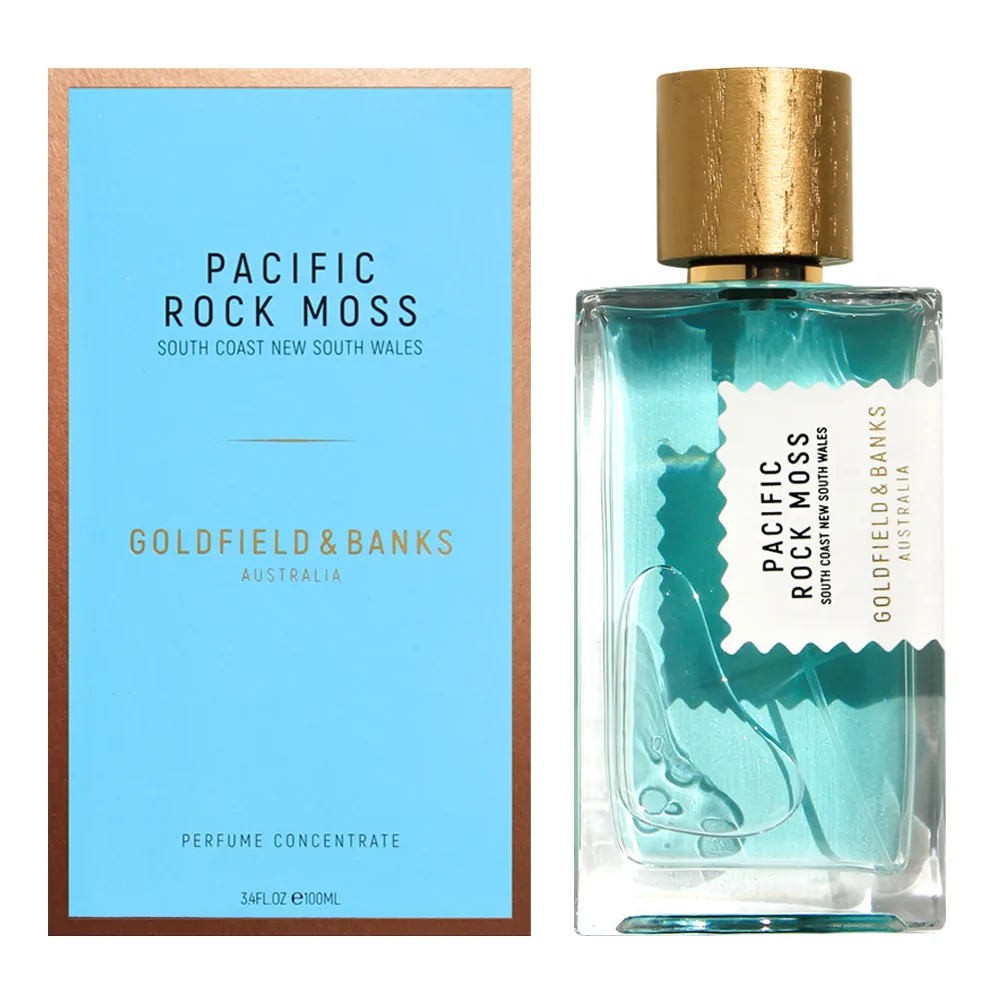 PACIFIC
ROCK MOSS
SOUTH COAST NEW SOUTH WALES
GOLDFIELD & BANKS
AUSTRALIA
PERFUME CONCENTRATE
3.4FL.OZ ℮100ML
PACIFIC
ROCK MOSS
SOUTH COAST NEW SOUTH WALES
GOLDFIELD & BANKS
AUSTRALIA